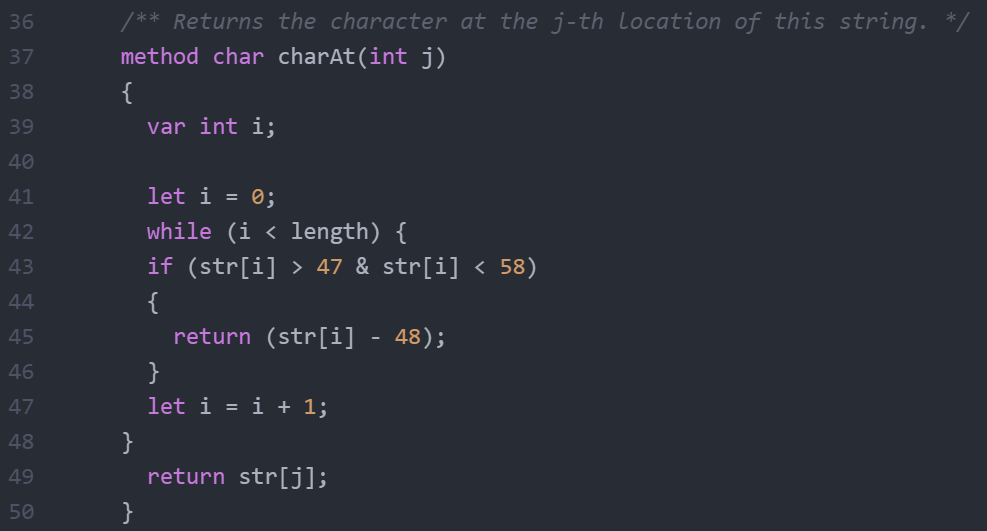 36 /** Returns the character at the j-th location of this string. */
37 method char charAt(int j)
38 {
39 var int i;
40
41 let i = 0;
42 while (i < length) {
43 if (str[i] > 47 & str[i] < 58)
44 {
45 return (str[i] - 48);
46 }
47 let i = i + 1;
48 }
49 return str[j];
50 }